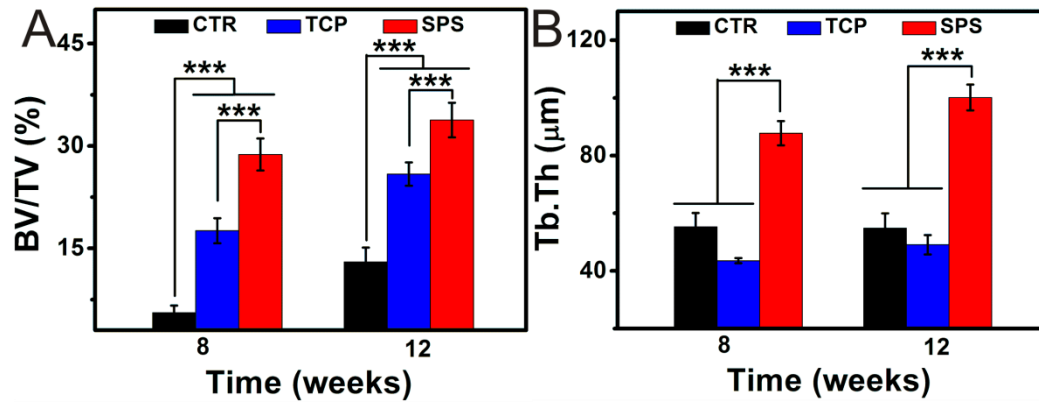 A
CTR TCP SPS
BV/TV (%)
45
30
15
***
***
***
***
8 12
Time (weeks)
B
CTR TCP SPS
Tb.Th (μm)
120
80
40
***
***
8 12
Time (weeks)